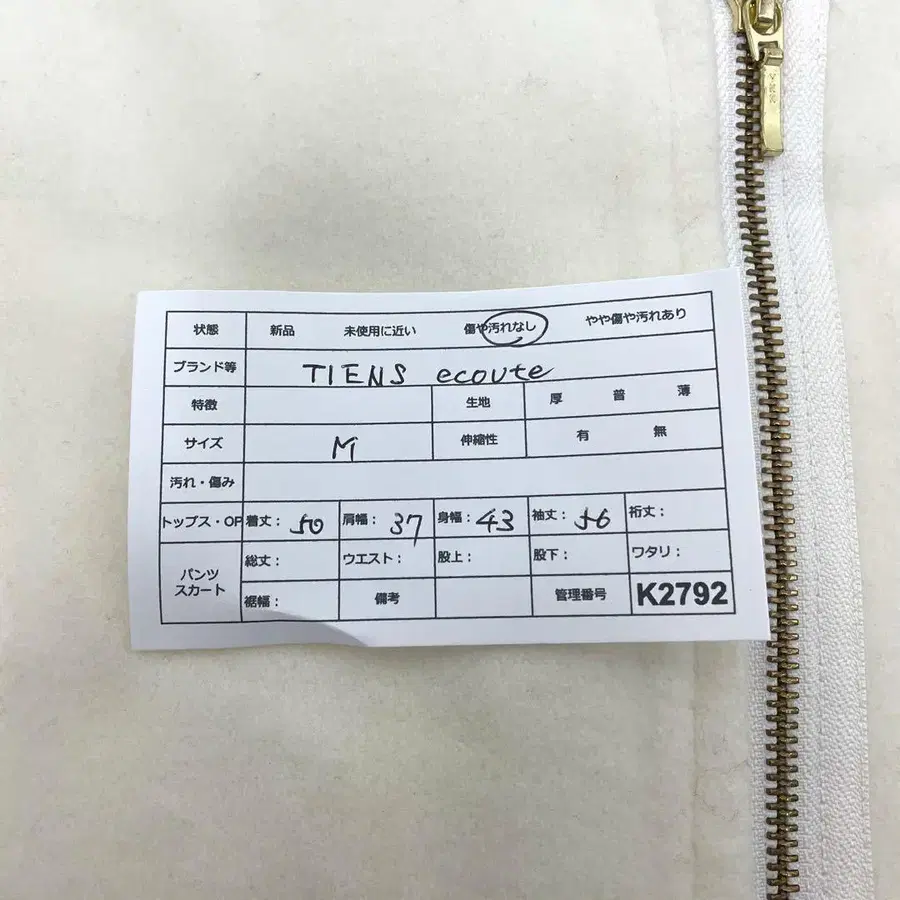 YKK
状態 新品 未使用に近い 傷や汚れなし やや傷や汚れあり
ブランド等 TIENS ecoute
特徴 生地 厚 普 薄
サイズ M 伸縮性 有 無
汚れ・傷み
トップス・OP 着丈: 50 肩幅: 37 身幅: 43 袖丈: 56 裄丈:
パンツ スカート
総丈: ウエスト: 股上: 股下: ワタリ:
裾幅: 備考 管理番号 K2792